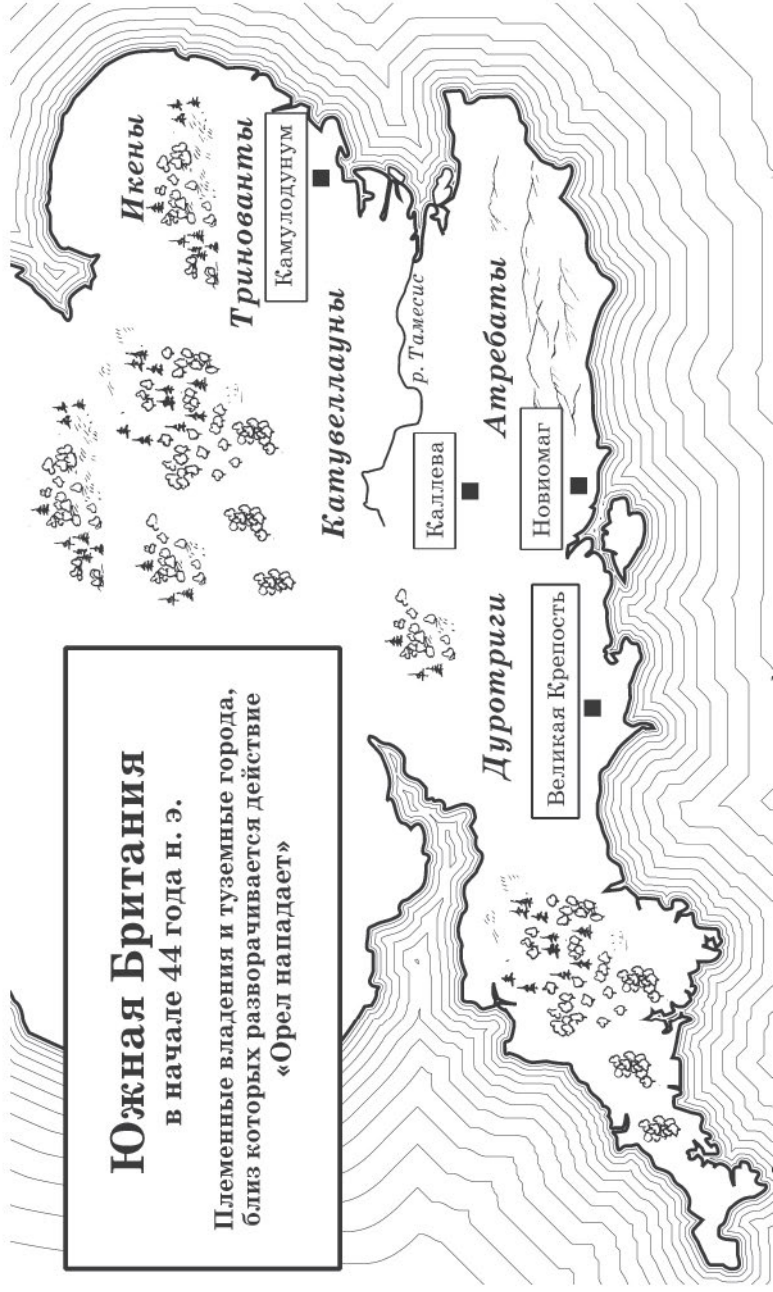 Южная Британия
в начале 44 года н. э.
Племенные владения и туземные города,
близ которых разворачивается действие
«Орел нападает»
Икены
Тринованты
Камулодунум
Катувеллауны
р. Тамесис
Каллева
Атребаты
Новиомаг
Дуротриги
Великая Крепость